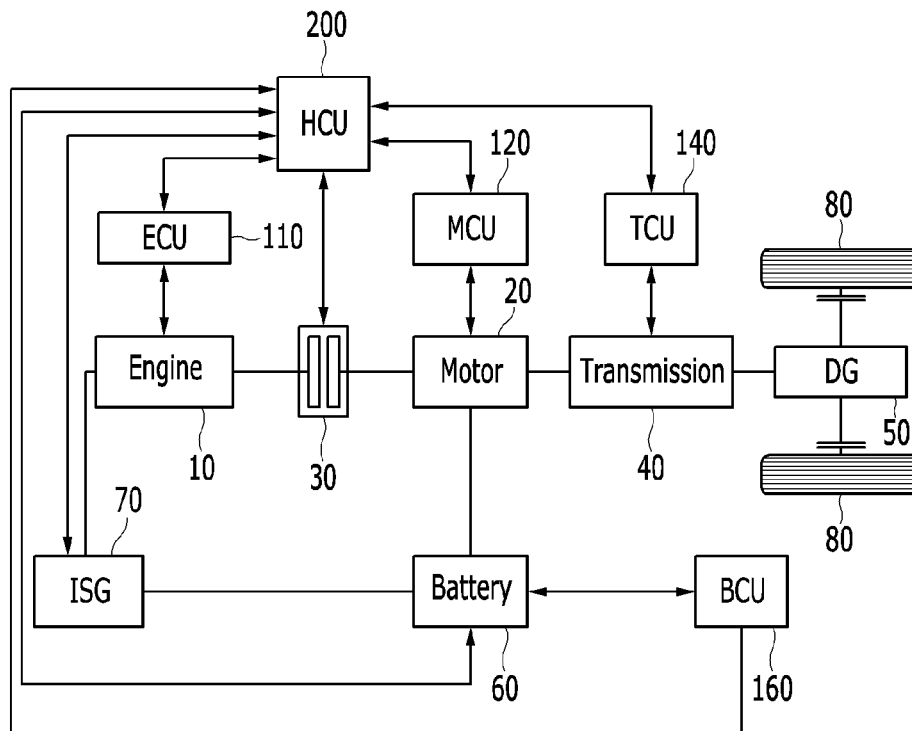 200
HCU
120
140
80
ECU
110
MCU
TCU
20
Engine
Motor
Transmission
DG
10
30
40
50
70
80
ISG
Battery
BCU
60
160